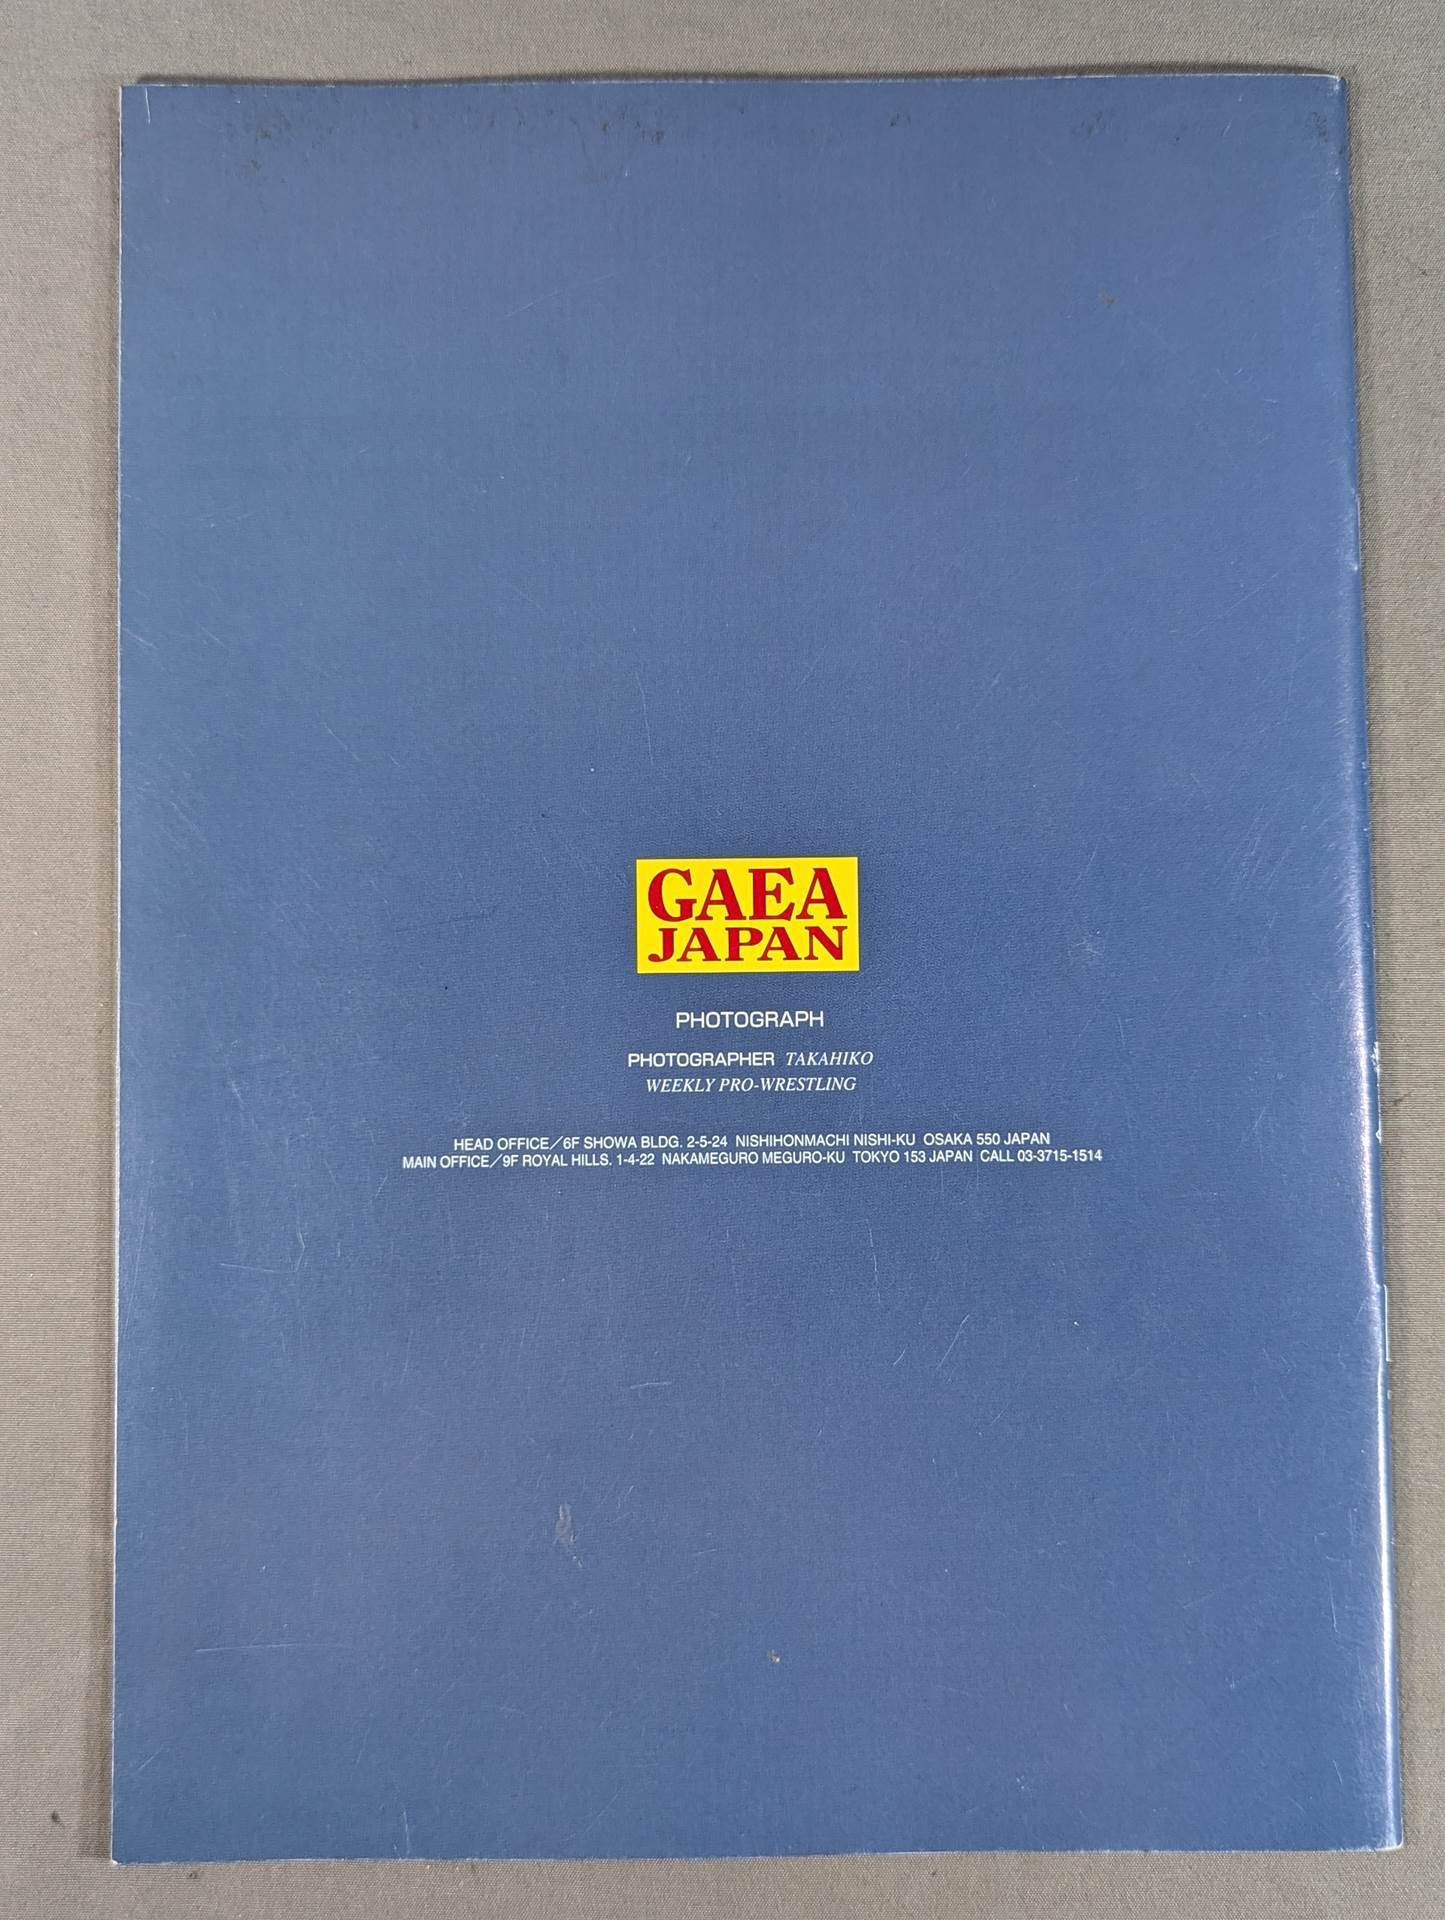 GAEA
JAPAN
PHOTOGRAPH
PHOTOGRAPHER TAKAHIKO
WEEKLY PRO-WRESTLING
HEAD OFFICE／6F SHOWA BLDG. 2-5-24 NISHIHONMACHI NISHI-KU OSAKA 550 JAPAN
MAIN OFFICE／9F ROYAL HILLS. 1-4-22 NAKAMEGURO MEGURO-KU TOKYO 153 JAPAN CALL 03-3715-1514